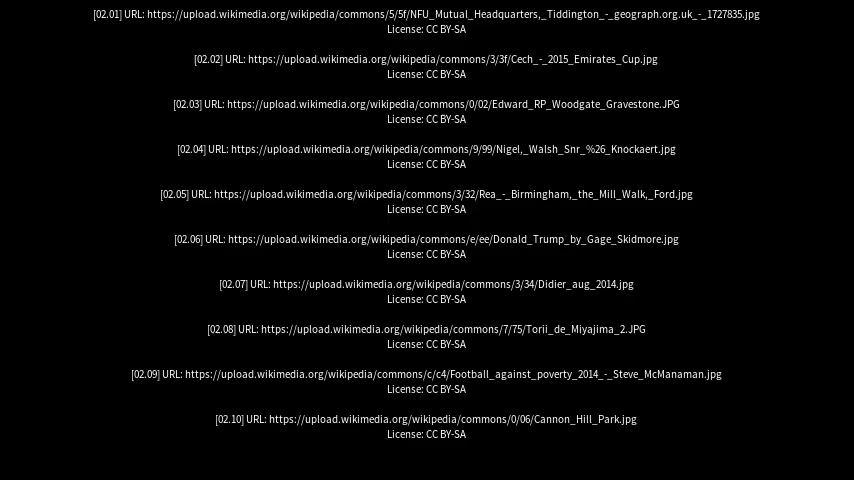 [02.01] URL: https://upload.wikimedia.org/wikipedia/commons/5/5f/NFU_Mutual_Headquarters,_Tiddington_-_geograph.org.uk_-_1727835.jpg
License: CC BY-SA
[02.02] URL: https://upload.wikimedia.org/wikipedia/commons/3/3f/Cech_-_2015_Emirates_Cup.jpg
License: CC BY-SA
[02.03] URL: https://upload.wikimedia.org/wikipedia/commons/0/02/Edward_RP_Woodgate_Gravestone.JPG
License: CC BY-SA
[02.04] URL: https://upload.wikimedia.org/wikipedia/commons/9/99/Nigel,_Walsh_Snr_%26_Knockaert.jpg
License: CC BY-SA
[02.05] URL: https://upload.wikimedia.org/wikipedia/commons/3/32/Rea_-_Birmingham,_the_Mill_Walk,_Ford.jpg
License: CC BY-SA
[02.06] URL: https://upload.wikimedia.org/wikipedia/commons/e/ee/Donald_Trump_by_Gage_Skidmore.jpg
License: CC BY-SA
[02.07] URL: https://upload.wikimedia.org/wikipedia/commons/3/34/Didier_aug_2014.jpg
License: CC BY-SA
[02.08] URL: https://upload.wikimedia.org/wikipedia/commons/7/75/Torii_de_Miyajima_2.JPG
License: CC BY-SA
[02.09] URL: https://upload.wikimedia.org/wikipedia/commons/c/c4/Football_against_poverty_2014_-_Steve_McManaman.jpg
License: CC BY-SA
[02.10] URL: https://upload.wikimedia.org/wikipedia/commons/0/06/Cannon_Hill_Park.jpg
License: CC BY-SA